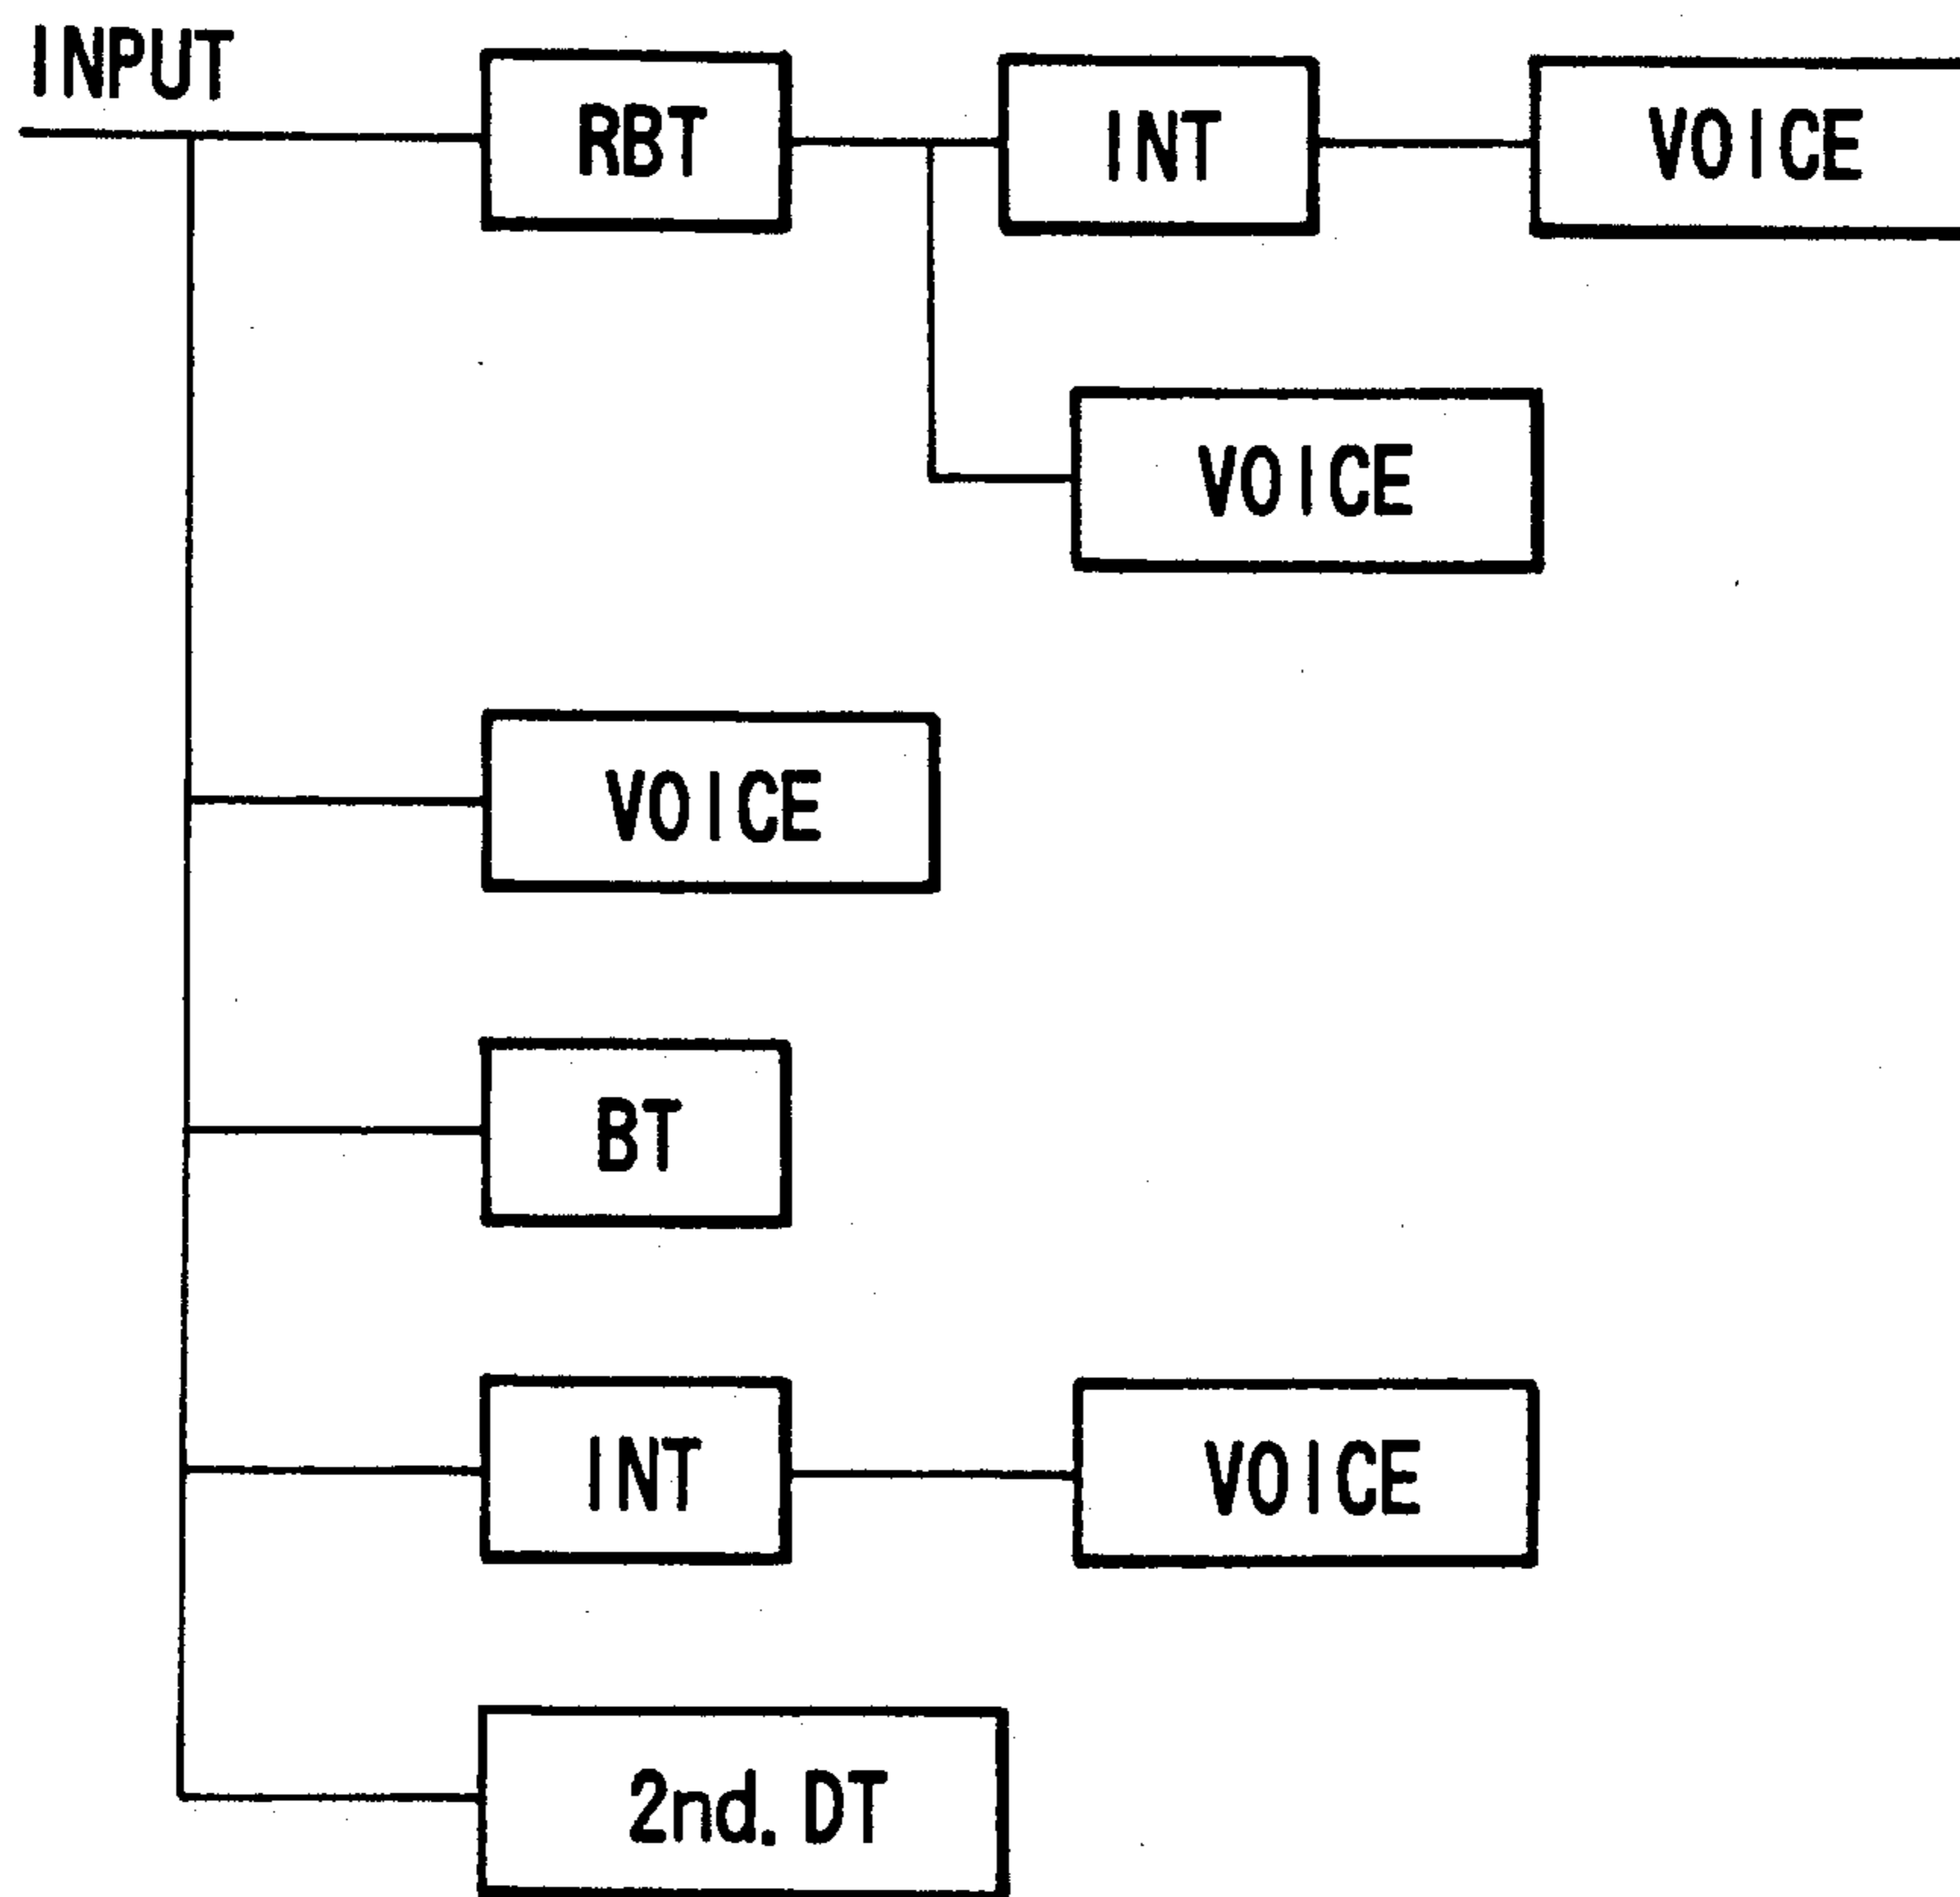 INPUT
RBT
INT
VOICE
VOICE
VOICE
BT
INT
VOICE
2nd. DT